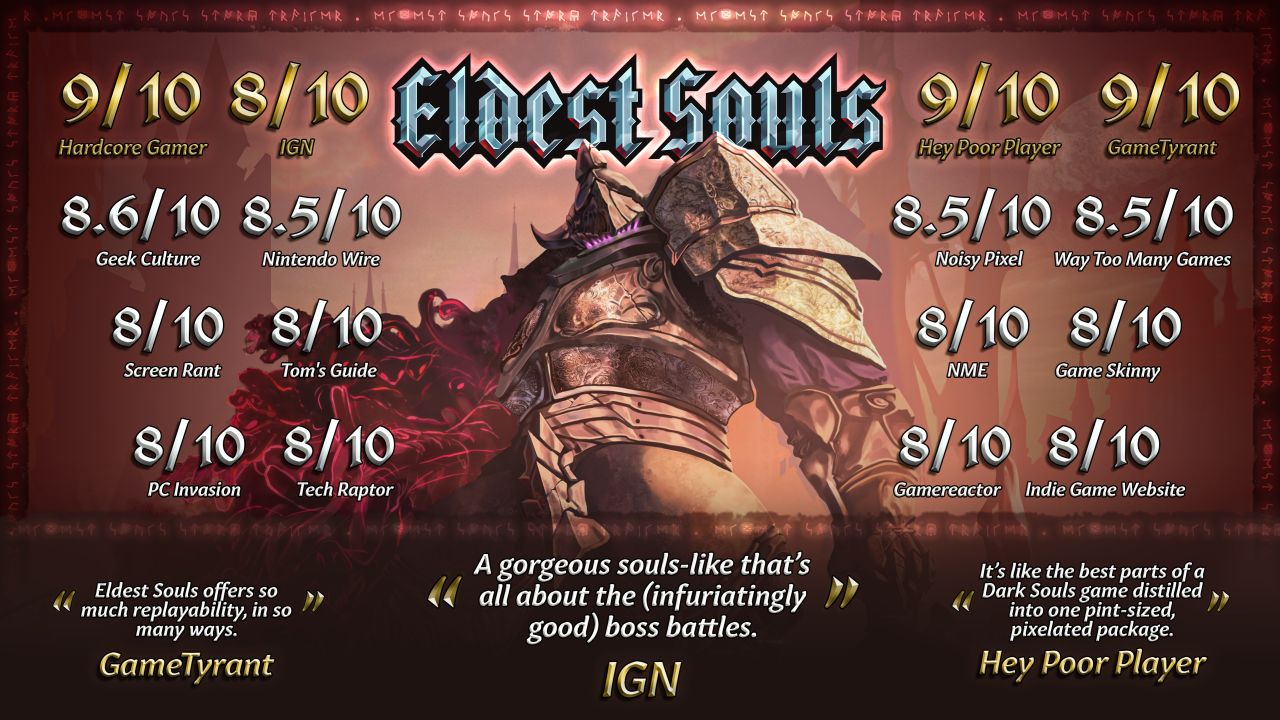 Eldest Souls
9/10 8/10
Hardcore Gamer IGN
8.6/10 8.5/10
Geek Culture Nintendo Wire
8/10 8/10
Screen Rant Tom's Guide
8/10 8/10
PC Invasion Tech Raptor
9/10 9/10
Hey Poor Player GameTyrant
8.5/10 8.5/10
Noisy Pixel Way Too Many Games
8/10 8/10
NME Game Skinny
8/10 8/10
Gamereactor Indie Game Website
« Eldest Souls offers so
much replayability, in so
many ways. »
GameTyrant
« A gorgeous souls-like that’s
all about the (infuriatingly
good) boss battles. »
IGN
« It’s like the best parts of a
Dark Souls game distilled
into one pint-sized,
pixelated package. »
Hey Poor Player